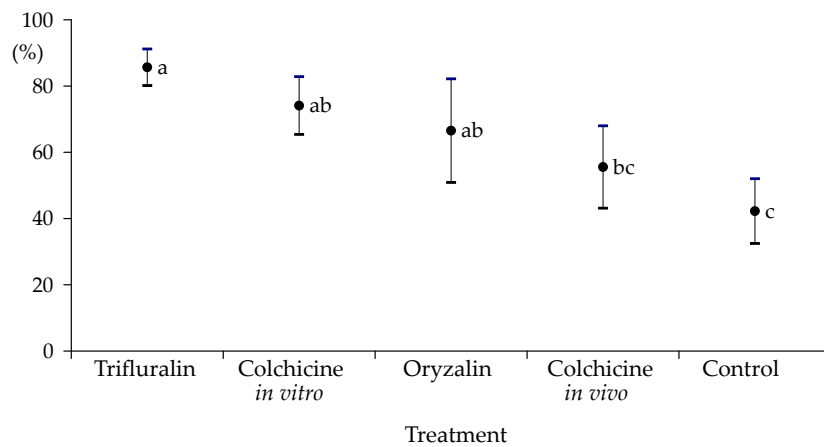 100
(%)
80
60
40
20
0
a
ab
ab
bc
c
Trifluralin
Colchicine
in vitro
Oryzalin
Colchicine
in vivo
Control
Treatment